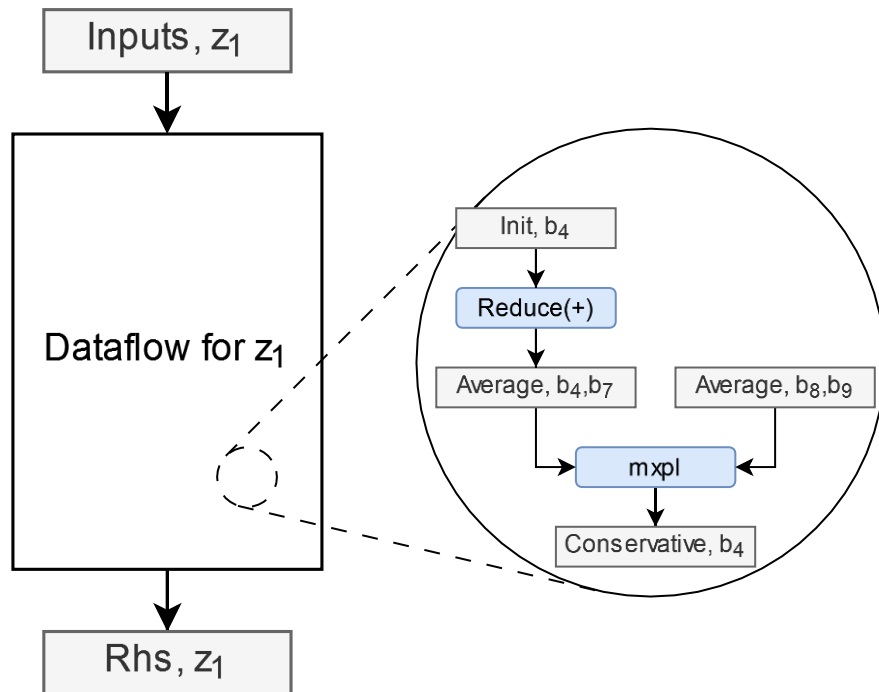 Inputs, z₁
Dataflow for z₁
Rhs, z₁
Init, b₄
Reduce(+)
Average, b₄,b₇
Average, b₈,b₉
mxpl
Conservative, b₄